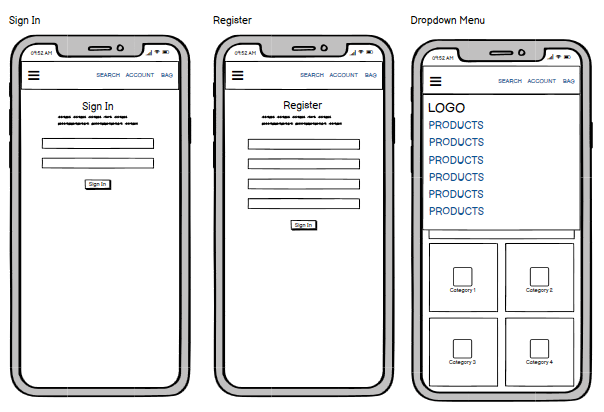 Sign In
09:52 AM
SEARCH ACCOUNT BAG
Sign In
Sign In
Register
09:52 AM
SEARCH ACCOUNT BAG
Register
Sign In
Dropdown Menu
09:52 AM
SEARCH ACCOUNT BAG
LOGO
PRODUCTS
PRODUCTS
PRODUCTS
PRODUCTS
PRODUCTS
PRODUCTS
Category 1
Category 2
Category 3
Category 4